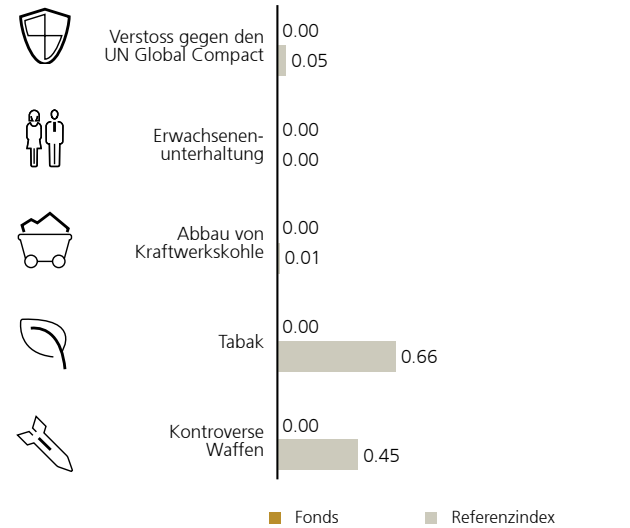 Verstoss gegen den
UN Global Compact
0.00
0.05
Erwachsenen-
unterhaltung
0.00
0.00
Abbau von
Kraftwerkskohle
0.00
0.01
Tabak
0.00
0.66
Kontroverse
Waffen
0.00
0.45
Fonds
Referenzindex